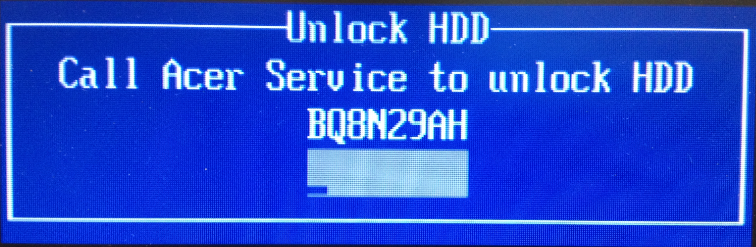 Unlock HDD
Call Acer Service to unlock HDD
BQ8N29AH